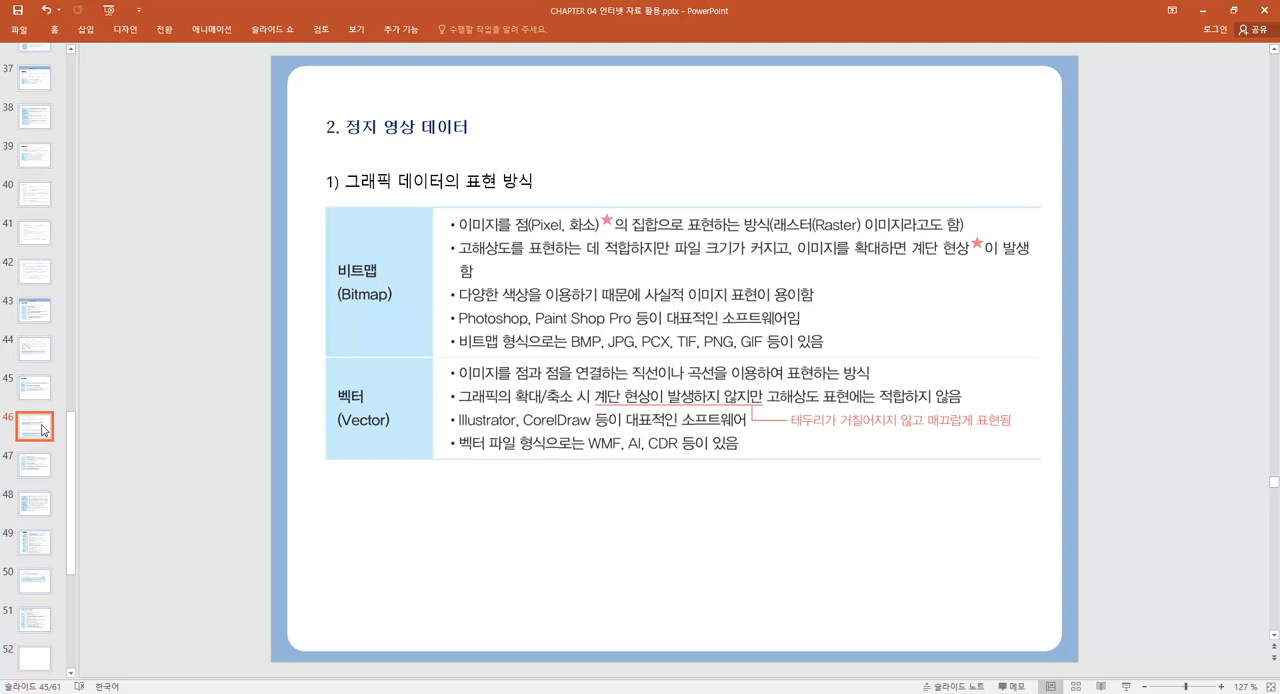 CHAPTER 04 인터넷 자료 활용.pptx - PowerPoint
파일 홈 삽입 디자인 전환 애니메이션 슬라이드 쇼 검토 보기 추가 기능 수행할 작업을 알려 주세요. 로그인 공유
37
38
39
40
41
42
43
44
45
46
47
48
49
50
51
52
2. 정지 영상 데이터
1) 그래픽 데이터의 표현 방식
비트맵
(Bitmap)
• 이미지를 점(Pixel, 화소)★의 집합으로 표현하는 방식(래스터(Raster) 이미지라고도 함)
• 고해상도를 표현하는 데 적합하지만 파일 크기가 커지고, 이미지를 확대하면 계단 현상★이 발생
함
• 다양한 색상을 이용하기 때문에 사실적 이미지 표현이 용이함
• Photoshop, Paint Shop Pro 등이 대표적인 소프트웨어임
• 비트맵 형식으로는 BMP, JPG, PCX, TIF, PNG, GIF 등이 있음
벡터
(Vector)
• 이미지를 점과 점을 연결하는 직선이나 곡선을 이용하여 표현하는 방식
• 그래픽의 확대/축소 시 계단 현상이 발생하지 않지만 고해상도 표현에는 적합하지 않음
• Illustrator, CorelDraw 등이 대표적인 소프트웨어
테두리가 거칠어지지 않고 매끄럽게 표현됨
• 벡터 파일 형식으로는 WMF, AI, CDR 등이 있음
슬라이드 45/61 한국어 슬라이드 노트 메모 127 %